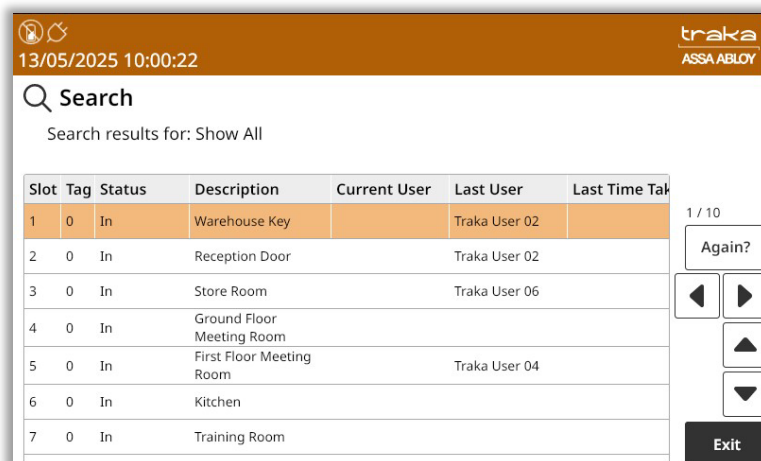 13/05/2025 10:00:22
traka
ASSA ABLOY
Search
Search results for: Show All
Slot Tag Status Description Current User Last User Last Time Tak
1 0 In Warehouse Key Traka User 02
2 0 In Reception Door Traka User 02
3 0 In Store Room Traka User 06
4 0 In Ground Floor
Meeting Room
5 0 In First Floor Meeting
Room Traka User 04
6 0 In Kitchen
7 0 In Training Room
1 / 10
Again?
Exit